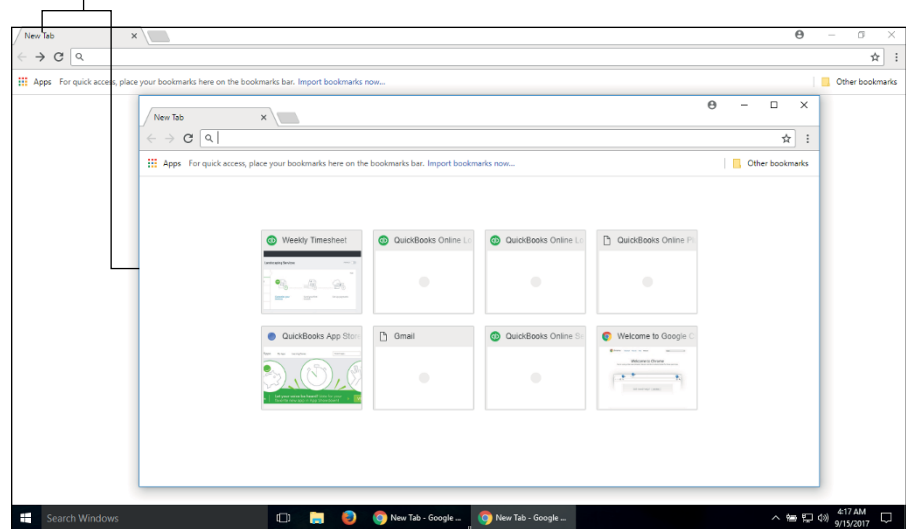 New Tab
Apps For quick access, place your bookmarks here on the bookmarks bar. Import bookmarks now... Other bookmarks
New Tab
Apps For quick access, place your bookmarks here on the bookmarks bar. Import bookmarks now... Other bookmarks
Weekly Timesheet QuickBooks Online Lo QuickBooks Online Lo QuickBooks Online
QuickBooks App Stor Gmail QuickBooks Online Se Welcome to Google C
Search Windows New Tab - Google ... New Tab - Google ... 4:17 AM
9/15/2017